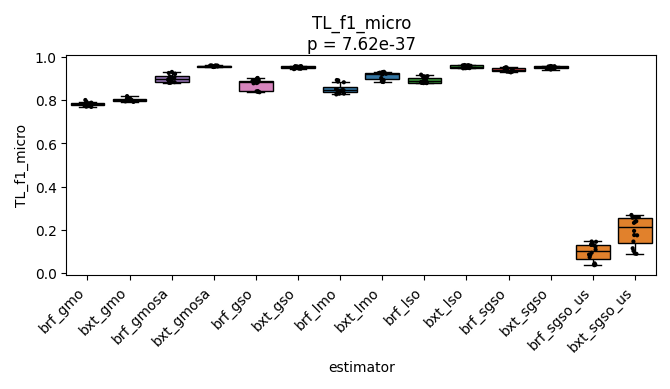 TL_f1_micro
p = 7.62e-37
TL_f1_micro
1.0
0.8
0.6
0.4
0.2
0.0
brf_gmo
bxt_gmo
brf_gmosa
bxt_gmosa
brf_gso
bxt_gso
brf_lmo
bxt_lmo
brf_lso
bxt_lso
brf_sgso
bxt_sgso
brf_sgso_us
bxt_sgso_us
estimator